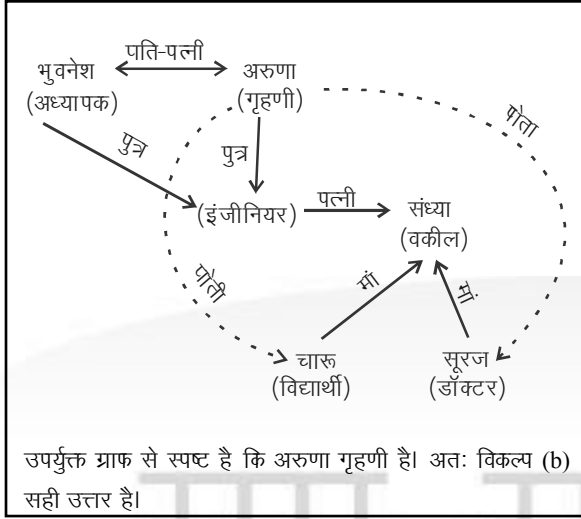 पति-पत्नी
भुवनेश अरुणा
(अध्यापक) (गृहणी)
पौता
पुत्र पुत्र
पत्नी
(इंजीनियर) संध्या
(वकील)
पौती
मां मां
चारू सूरज
(विद्यार्थी) (डॉक्टर)
उपर्युक्त ग्राफ से स्पष्ट है कि अरुणा गृहणी है। अतः विकल्प (b)
सही उत्तर है।